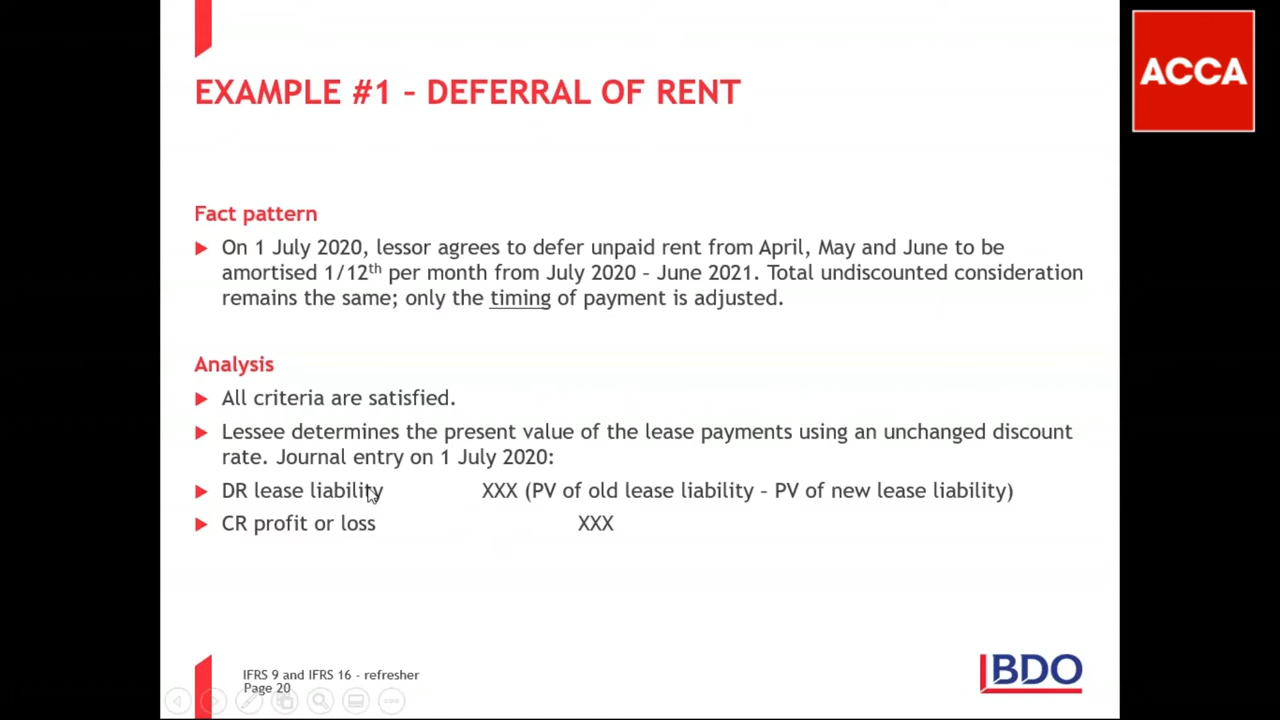 ACCA
EXAMPLE #1 – DEFERRAL OF RENT
Fact pattern
On 1 July 2020, lessor agrees to defer unpaid rent from April, May and June to be
amortised 1/12th per month from July 2020 – June 2021. Total undiscounted consideration
remains the same; only the timing of payment is adjusted.
Analysis
All criteria are satisfied.
Lessee determines the present value of the lease payments using an unchanged discount
rate. Journal entry on 1 July 2020:
DR lease liability XXX (PV of old lease liability – PV of new lease liability)
CR profit or loss XXX
IFRS 9 and IFRS 16 - refresher
Page 20
BDO